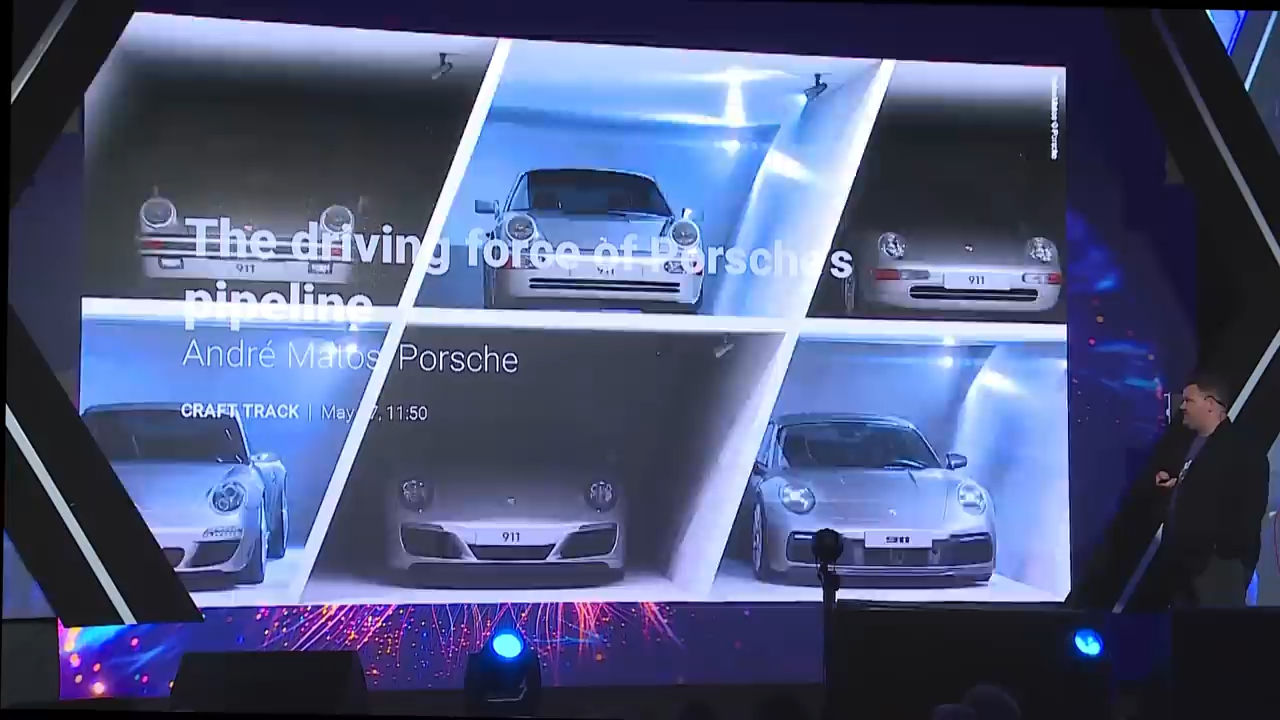 The driving force of Porsche's
pipeline
André Matos, Porsche
CRAFT TRACK | May 11:50
911
911
911
911
911